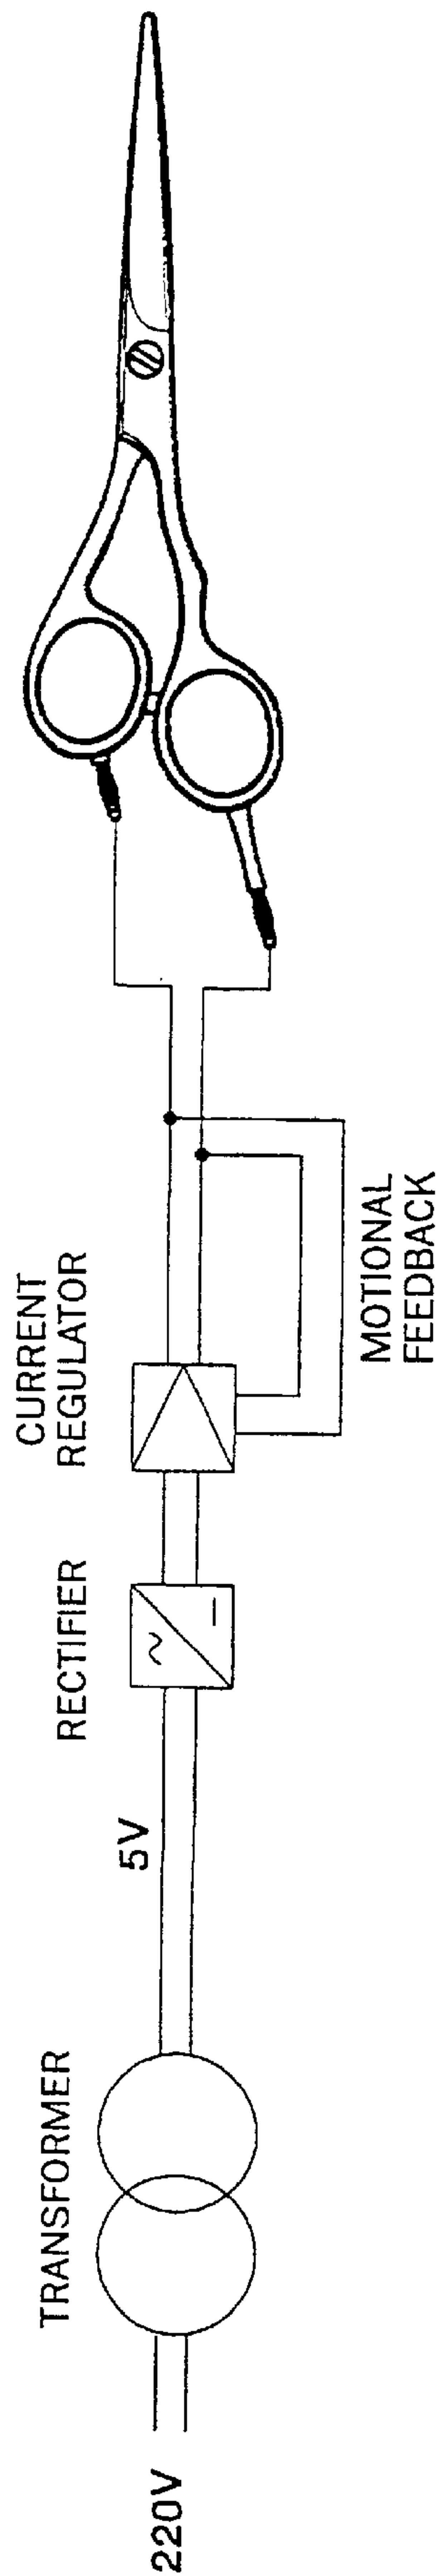 220V
TRANSFORMER
5V
RECTIFIER
CURRENT
REGULATOR
MOTIONAL
FEEDBACK